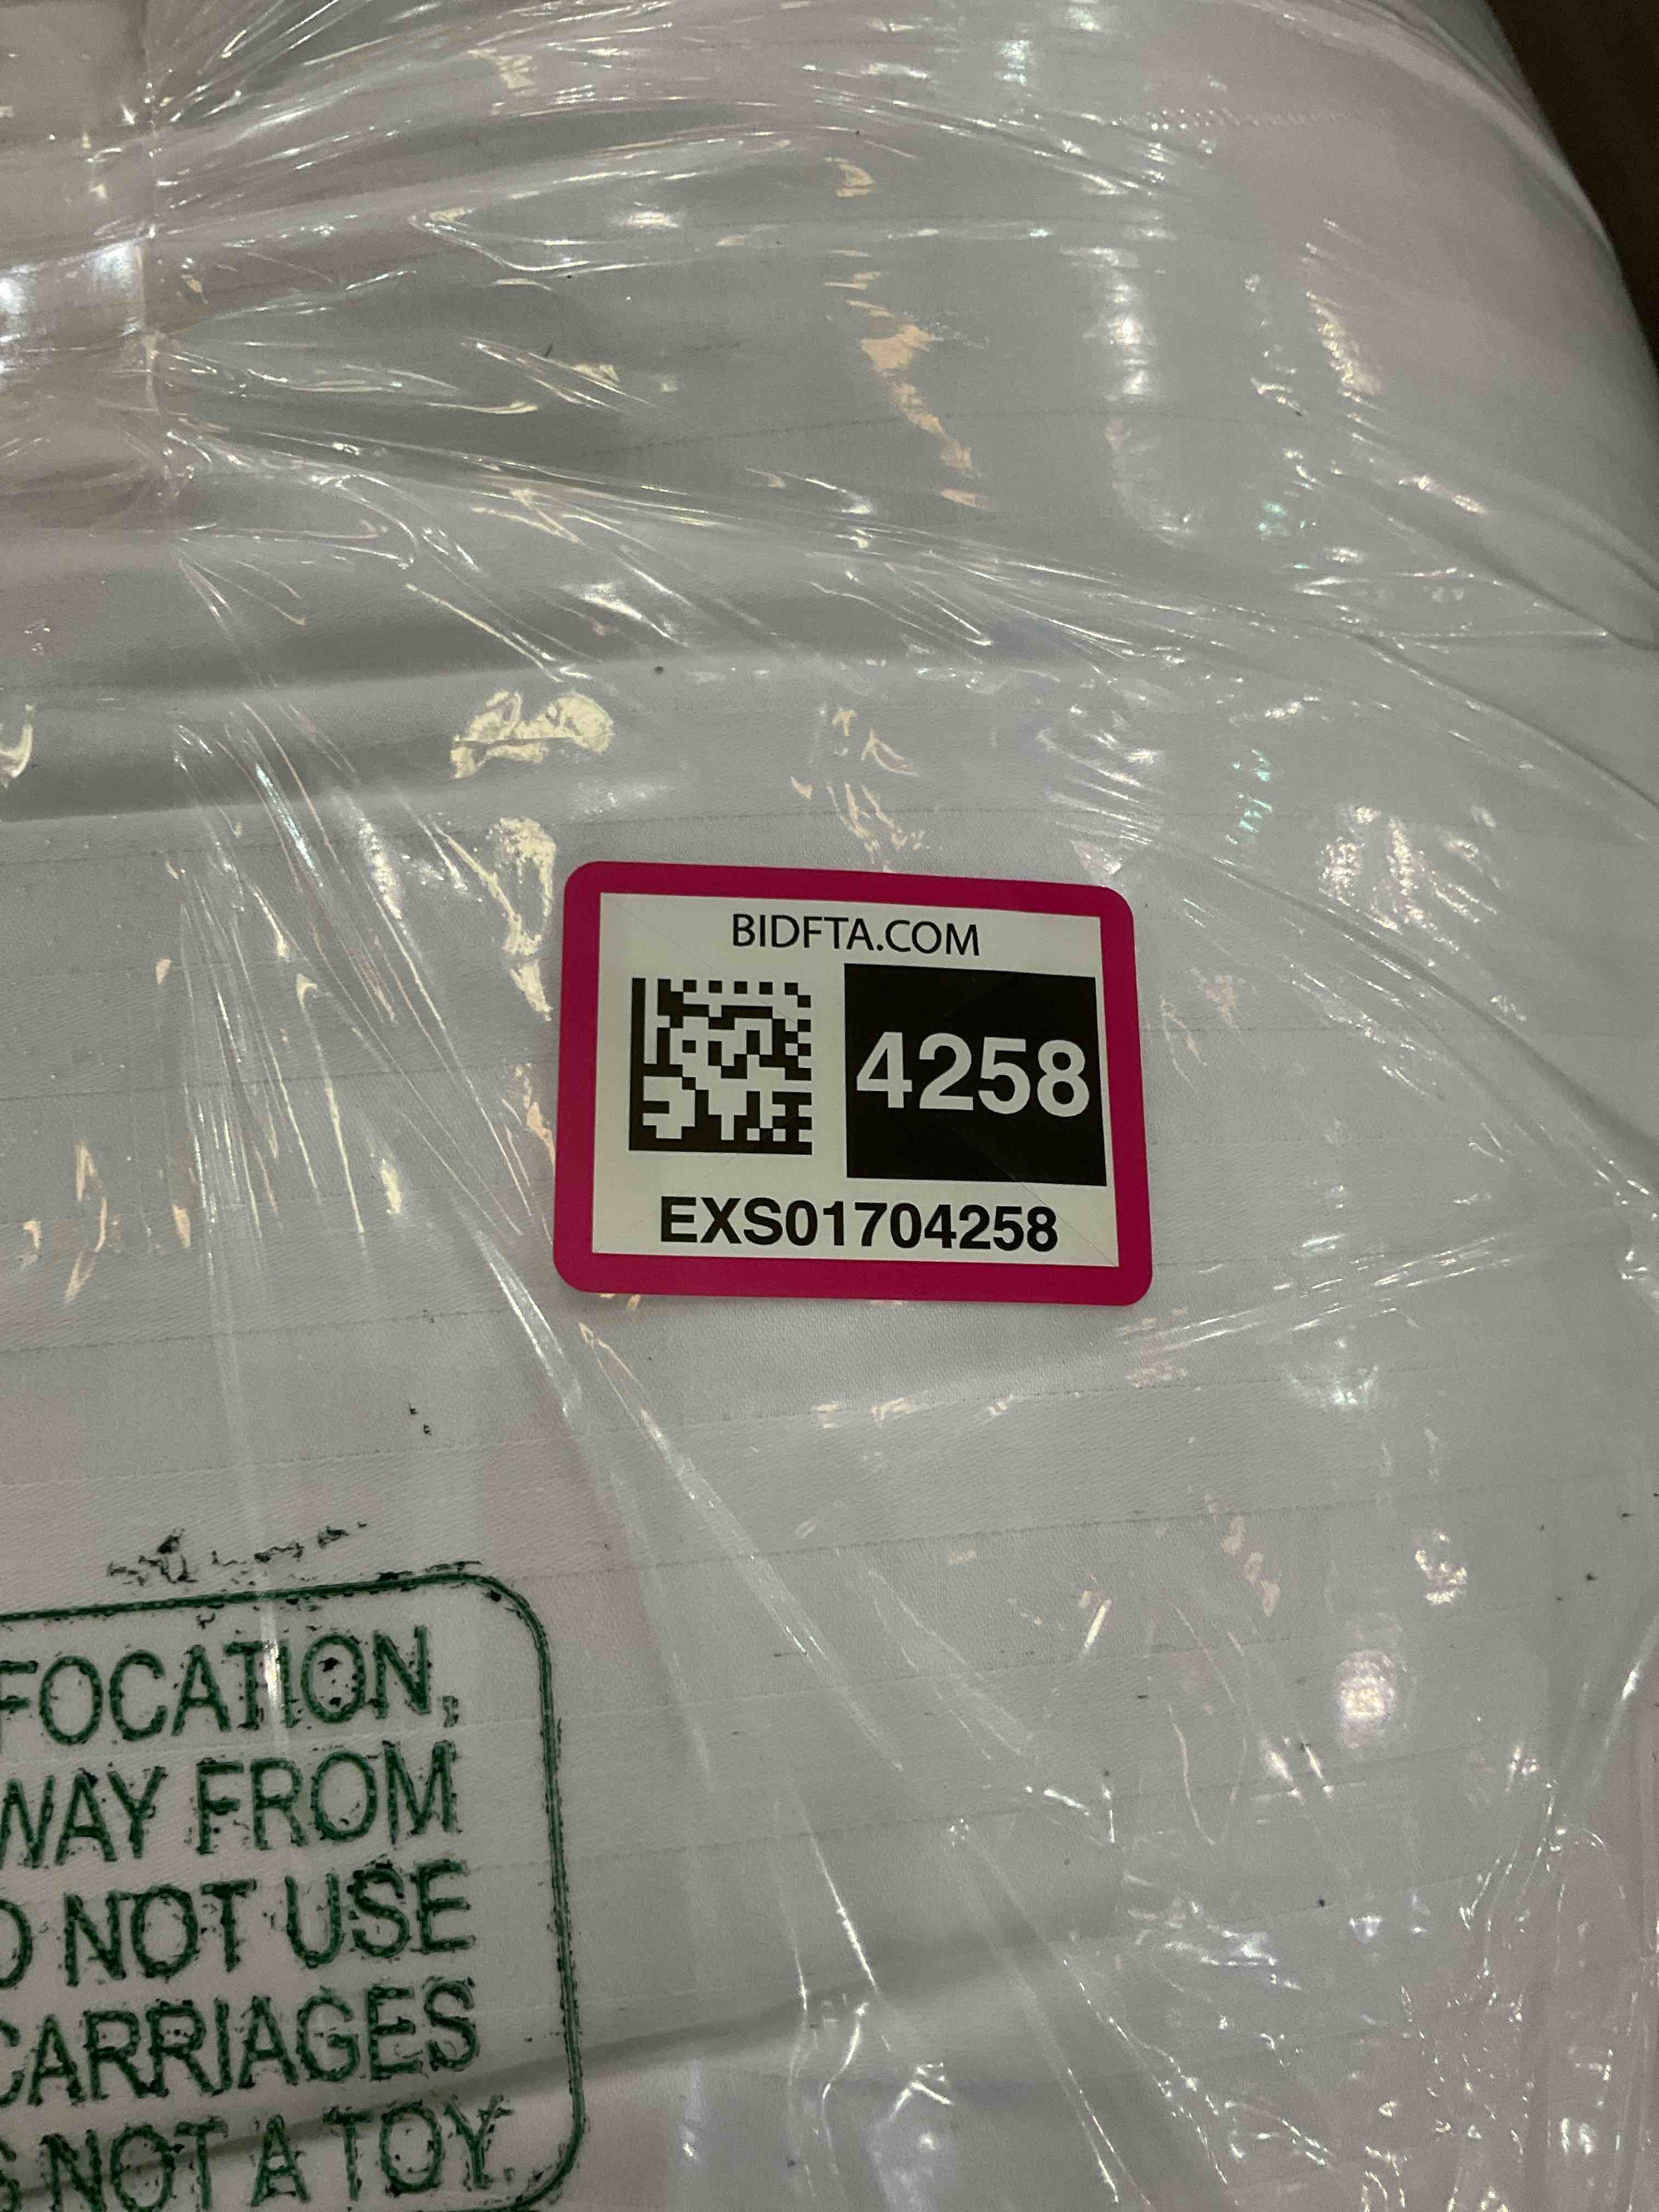 BIDFTA.COM
4258
EXS01704258
FOCATION,
WAY FROM
NOT USE
CARRIAGES
NOT A TOY.